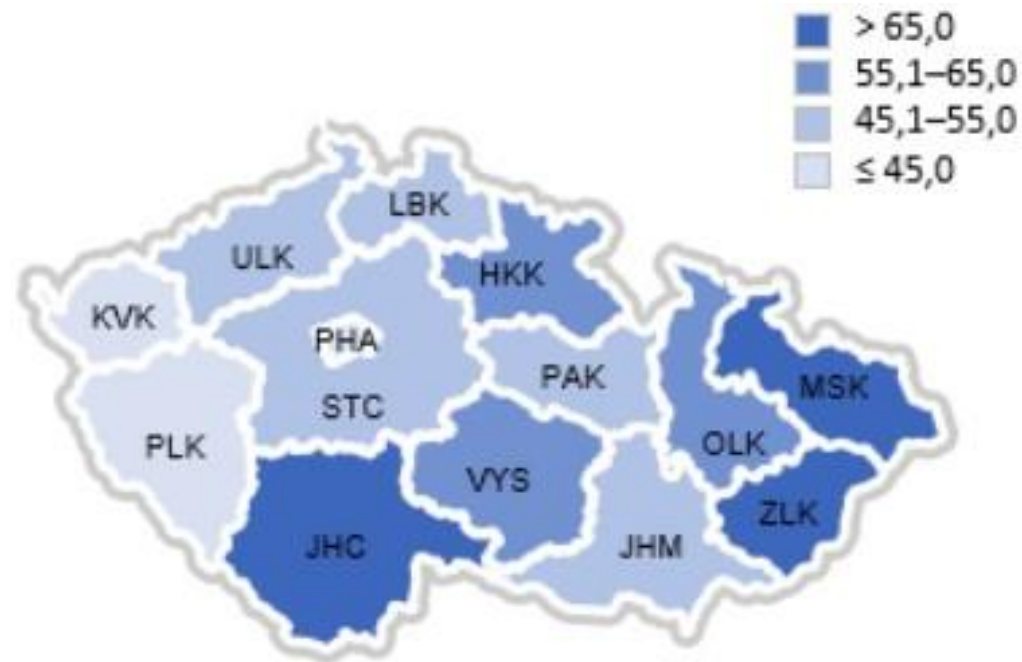 > 65,0
55,1–65,0
45,1–55,0
≤ 45,0
LBK
ULK
HKK
KVK
PHA
PAK
MSK
STC
PLK
OLK
VYS
ZLK
JHC
JHM